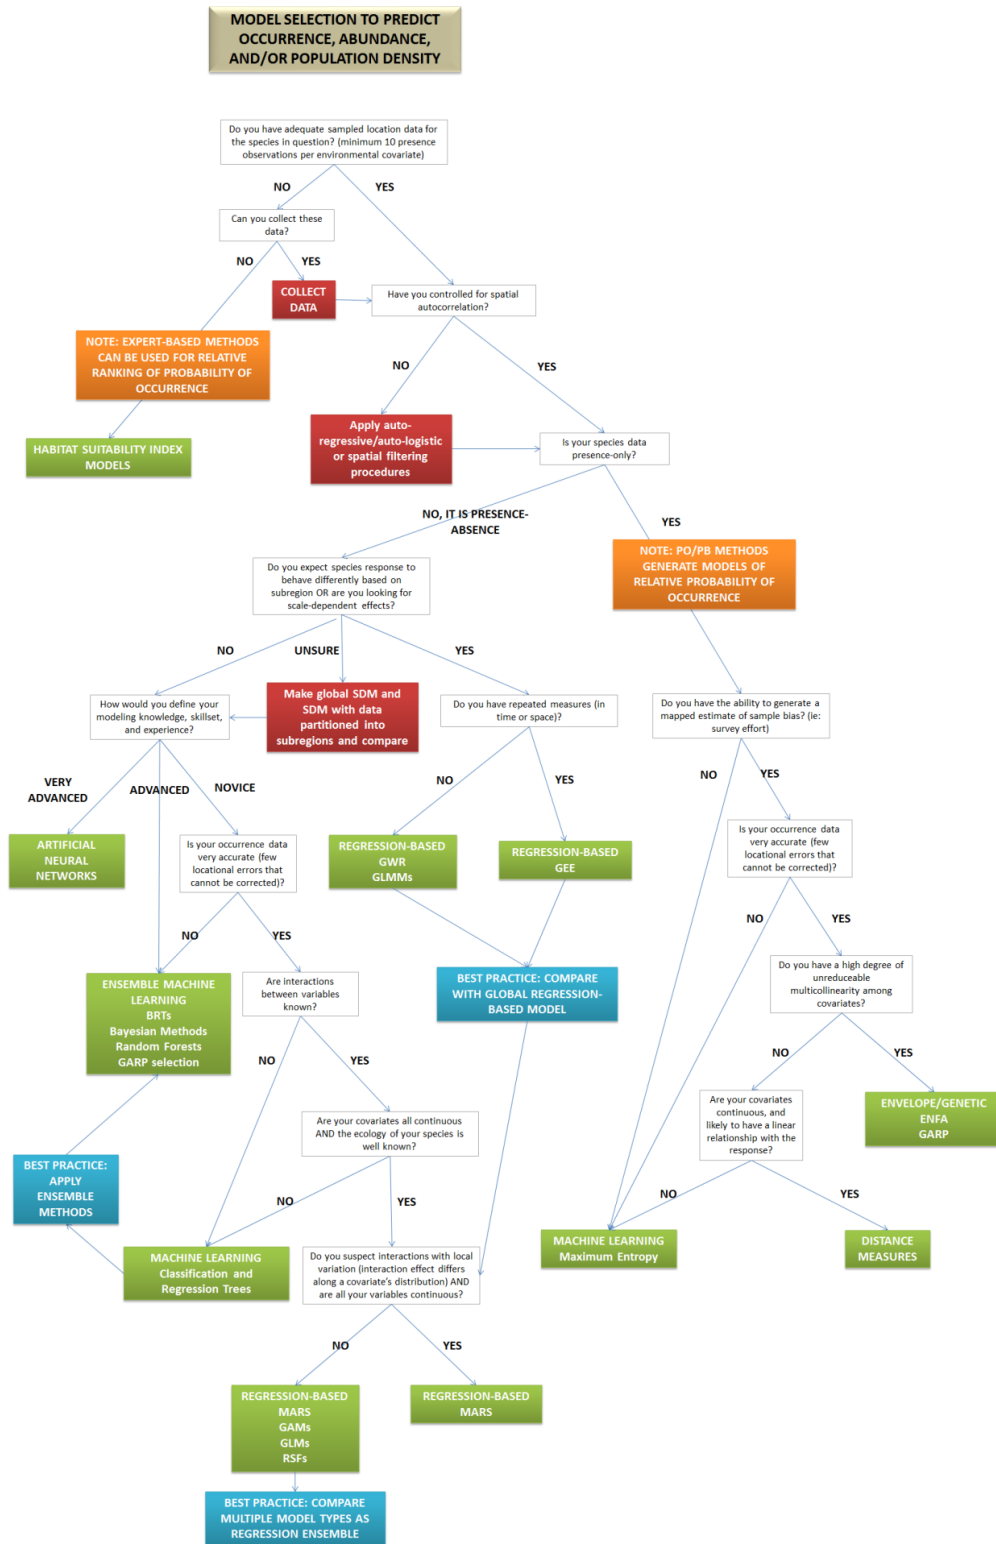 MODEL SELECTION TO PREDICT
OCCURRENCE, ABUNDANCE,
AND/OR POPULATION DENSITY
Do you have adequate sampled location data for
the species in question? (minimum 10 presence
observations per environmental covariate)
NO
YES
Can you collect these
data?
NO
YES
COLLECT
DATA
Have you controlled for spatial
autocorrelation?
NOTE: EXPERT-BASED METHODS
CAN BE USED FOR RELATIVE
RANKING OF PROBABILITY OF
OCCURRENCE
NO
YES
HABITAT SUITABILITY INDEX
MODELS
Apply auto-
regressive/auto-logistic
or spatial filtering
procedures
Is your species data
presence-only?
NO, IT IS PRESENCE-
ABSENCE
YES
Do you expect species response to
behave differently based on
subregion OR are you looking for
scale-dependent effects?
NOTE: PO/PB METHODS
GENERATE MODELS OF
RELATIVE PROBABILITY OF
OCCURRENCE
NO
UNSURE
YES
How would you define your
modeling knowledge, skillset,
and experience?
Make global SDM and
SDM with data
partitioned into
subregions and compare
Do you have repeated measures (in
time or space)?
Do you have the ability to generate a
mapped estimate of sample bias? (ie:
survey effort)
VERY
ADVANCED
ADVANCED
NOVICE
NO
YES
NO
YES
ARTIFICIAL
NEURAL
NETWORKS
Is your occurrence data
very accurate (few
locational errors that
cannot be corrected)?
REGRESSION-BASED
GWR
GLMMs
REGRESSION-BASED
GEE
Is your occurrence data
very accurate (few
locational errors that
cannot be corrected)?
NO
YES
NO
YES
ENSEMBLE MACHINE
LEARNING
BRTs
Bayesian Methods
Random Forests
GARP selection
Are interactions
between variables
known?
BEST PRACTICE: COMPARE
WITH GLOBAL REGRESSION-
BASED MODEL
Do you have a high degree of
unreduceable
multicollinearity among
covariates?
NO
YES
NO
YES
Are your covariates all continuous
AND the ecology of your species is
well known?
Are your covariates
continuous, and
likely to have a linear
relationship with the
response?
ENVELOPE/GENETIC
ENFA
GARP
BEST PRACTICE:
APPLY
ENSEMBLE
METHODS
NO
YES
NO
YES
MACHINE LEARNING
Classification and
Regression Trees
Do you suspect interactions with local
variation (interaction effect differs
along a covariate's distribution) AND
are all your variables continuous?
MACHINE LEARNING
Maximum Entropy
DISTANCE
MEASURES
NO
YES
REGRESSION-BASED
MARS
GAMs
GLMs
RSFs
REGRESSION-BASED
MARS
BEST PRACTICE: COMPARE
MULTIPLE MODEL TYPES AS
REGRESSION ENSEMBLE